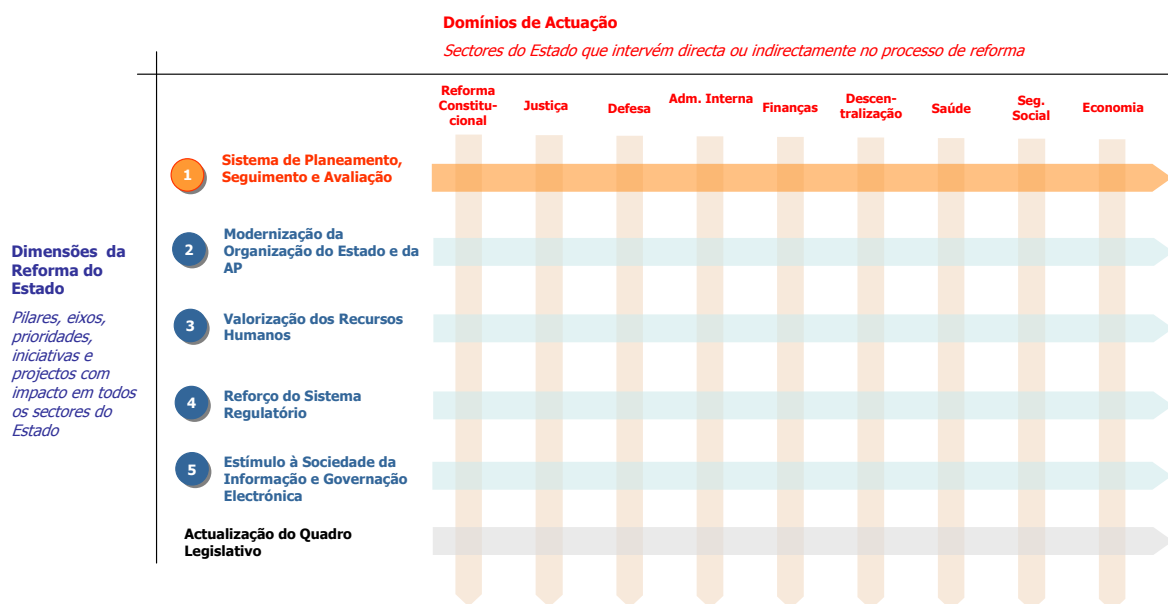 Domínios de Actuação
Sectores do Estado que intervém directa ou indirectamente no processo de reforma
Reforma
Constitu-
cional
Justiça
Defesa
Adm. Interna
Finanças
Descen-
tralização
Saúde
Seg.
Social
Economia
Dimensões da
Reforma do
Estado
Pilares, eixos,
prioridades,
iniciativas e
projectos com
impacto em todos
os sectores do
Estado
1
Sistema de Planeamento,
Seguimento e Avaliação
2
Modernização da
Organização do Estado e da
AP
3
Valorização dos Recursos
Humanos
4
Reforço do Sistema
Regulatório
5
Estímulo à Sociedade da
Informação e Governação
Electrónica
Actualização do Quadro
Legislativo